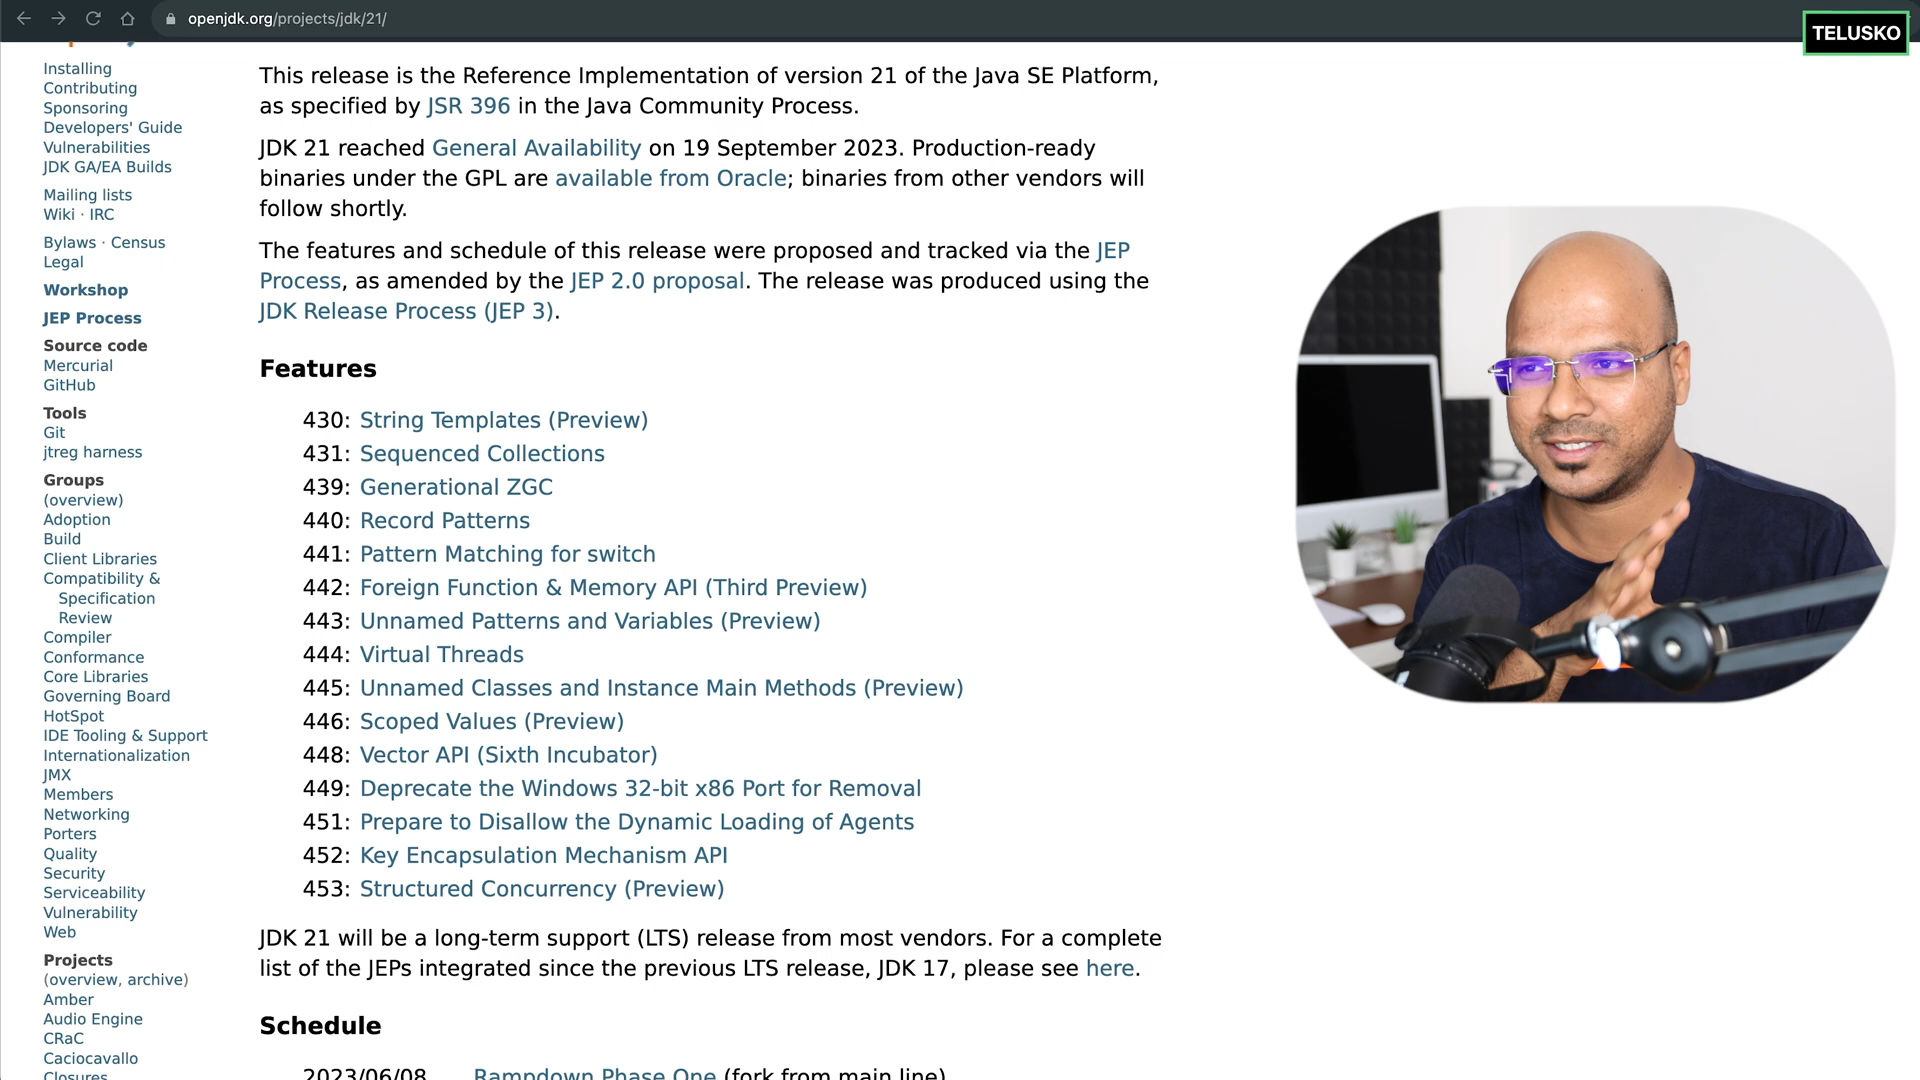 openjdk.org/projects/jdk/21/
TELUSKO
Installing
Contributing
Sponsoring
Developers' Guide
Vulnerabilities
JDK GA/EA Builds
Mailing lists
Wiki · IRC
Bylaws · Census
Legal
Workshop
JEP Process
Source code
Mercurial
GitHub
Tools
Git
jtreg harness
Groups
(overview)
Adoption
Build
Client Libraries
Compatibility &
Specification
Review
Compiler
Conformance
Core Libraries
Governing Board
HotSpot
IDE Tooling & Support
Internationalization
JMX
Members
Networking
Porters
Quality
Security
Serviceability
Vulnerability
Web
Projects
(overview, archive)
Amber
Audio Engine
CRaC
Caciocavallo
Closures
This release is the Reference Implementation of version 21 of the Java SE Platform,
as specified by JSR 396 in the Java Community Process.
JDK 21 reached General Availability on 19 September 2023. Production-ready
binaries under the GPL are available from Oracle; binaries from other vendors will
follow shortly.
The features and schedule of this release were proposed and tracked via the JEP
Process, as amended by the JEP 2.0 proposal. The release was produced using the
JDK Release Process (JEP 3).
Features
430: String Templates (Preview)
431: Sequenced Collections
439: Generational ZGC
440: Record Patterns
441: Pattern Matching for switch
442: Foreign Function & Memory API (Third Preview)
443: Unnamed Patterns and Variables (Preview)
444: Virtual Threads
445: Unnamed Classes and Instance Main Methods (Preview)
446: Scoped Values (Preview)
448: Vector API (Sixth Incubator)
449: Deprecate the Windows 32-bit x86 Port for Removal
451: Prepare to Disallow the Dynamic Loading of Agents
452: Key Encapsulation Mechanism API
453: Structured Concurrency (Preview)
JDK 21 will be a long-term support (LTS) release from most vendors. For a complete
list of the JEPs integrated since the previous LTS release, JDK 17, please see here.
Schedule
2023/06/08 Rampdown Phase One (fork from main line)